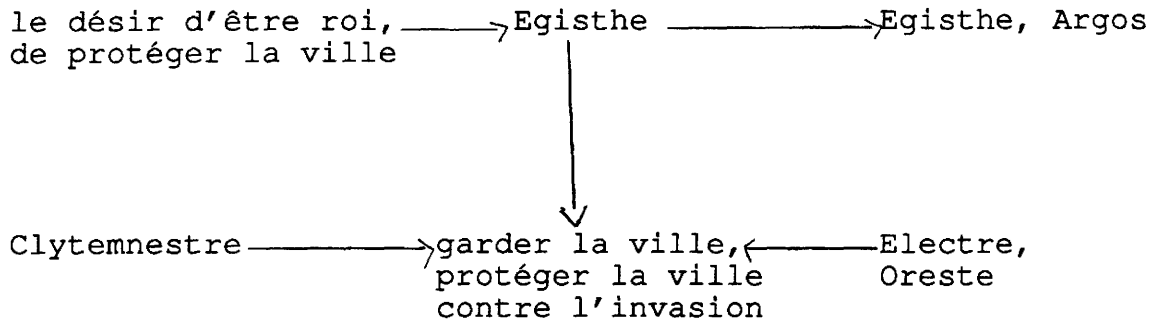 le désir d'être roi,
de protéger la ville
Egisthe
Egisthe, Argos
Clytemnestre
garder la ville,
protéger la ville
contre l'invasion
Electre,
Oreste